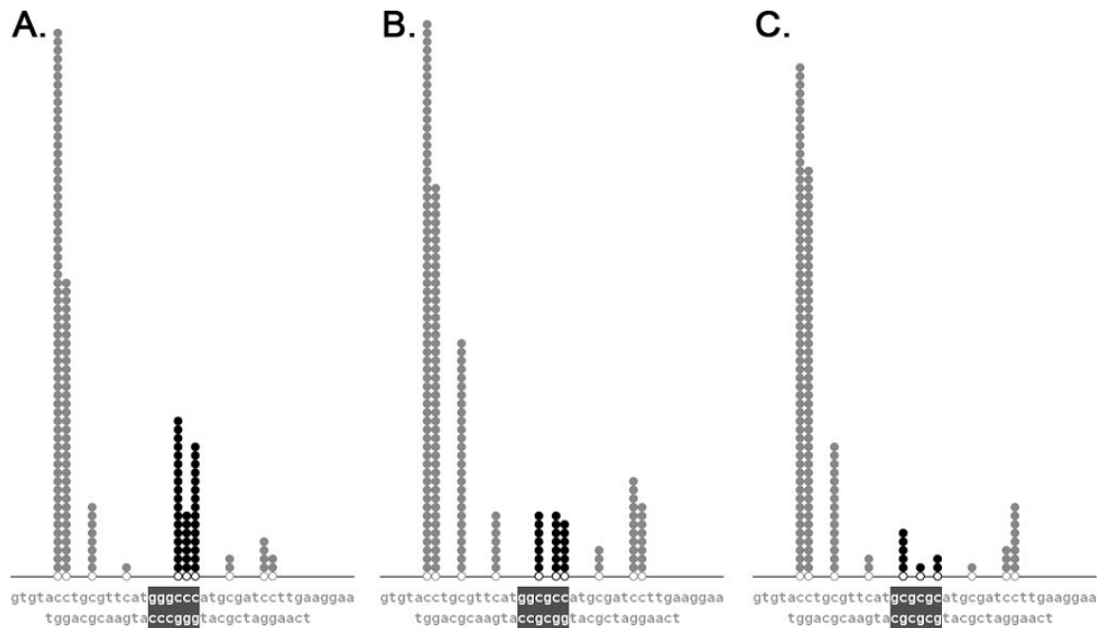 A.
B.
C.
gtgtacctgcgttcatgggcccatgcgatccttgaaggaa
tggacgcaagtacccgggtacgctaggaact
gtgtacctgcgttcatggcgccatgcgatccttgaaggaa
tggacgcaagtaccgcggtacgctaggaact
gtgtacctgcgttcatgcgcgcatgcgatccttgaaggaa
tggacgcaagtacgcgcgtacgctaggaact